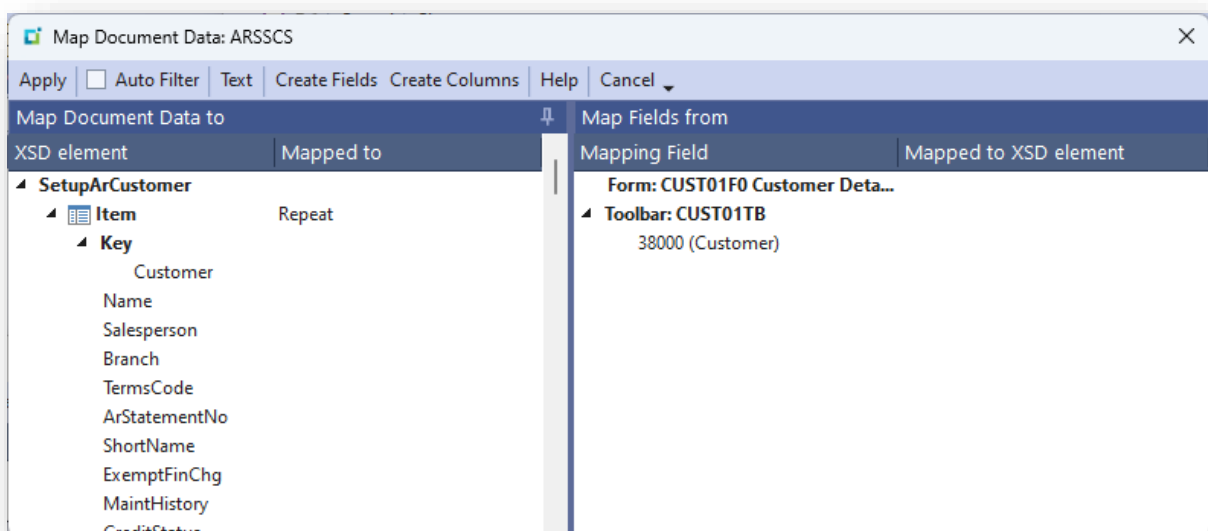 Map Document Data: ARSSCS
Apply Auto Filter Text Create Fields Create Columns Help Cancel
Map Document Data to
Map Fields from
XSD element Mapped to
Mapping Field Mapped to XSD element
SetupArCustomer
Form: CUST01F0 Customer Deta...
Item Repeat
Toolbar: CUST01TB
Key
38000 (Customer)
Customer
Name
Salesperson
Branch
TermsCode
ArStatementNo
ShortName
ExemptFinChg
MaintHistory